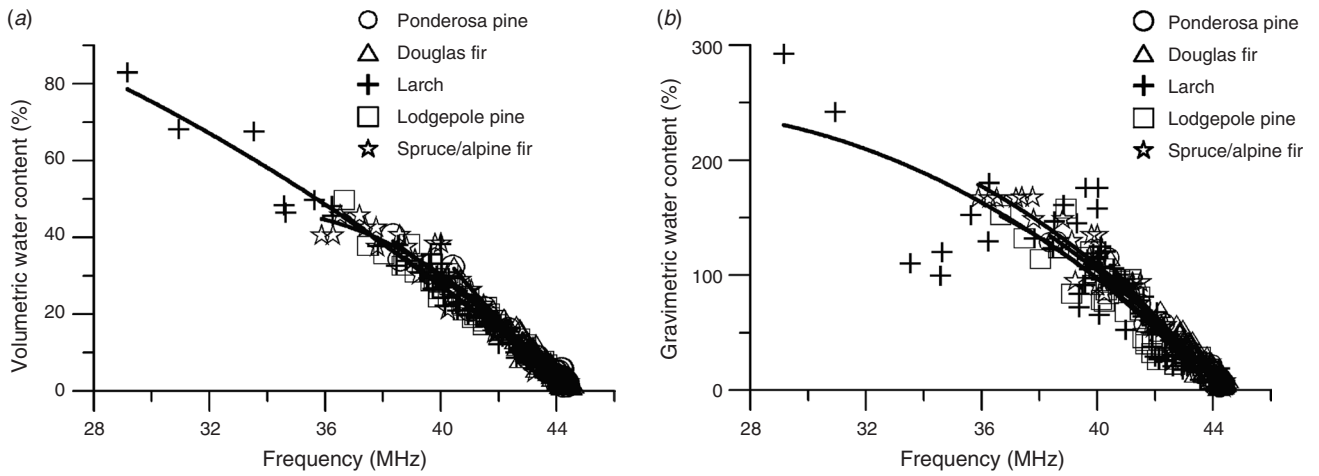 (a)
Ponderosa pine
Douglas fir
Larch
Lodgepole pine
Spruce/alpine fir
Volumetric water content (%)
80
60
40
20
0
28
32
36
40
44
Frequency (MHz)
(b)
Ponderosa pine
Douglas fir
Larch
Lodgepole pine
Spruce/alpine fir
Gravimetric water content (%)
300
200
150
100
50
0
28
32
36
40
44
Frequency (MHz)